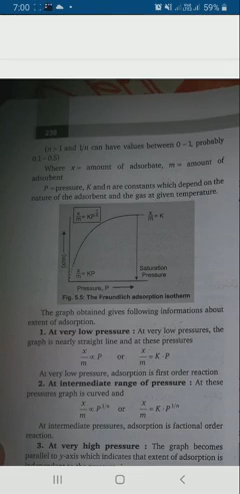 7:00
59%
238
(n > 1 and 1/n can have values between 0 – 1, probably
0.1 – 0.5)
Where x = amount of adsorbate, m = amount of
adsorbent
P = pressure, K and n are constants which depend on the
nature of the adsorbent and the gas at given temperature.
x/m = KP^1/n
x/m = K
(x/m)
x/m = KP
Saturation
Pressure
Pressure, P
Fig. 5.5: The Freundlich adsorption isotherm
The graph obtained gives following informations about
extent of adsorption.
1. At very low pressure : At very low pressures, the
graph is nearly straight line and at these pressures
x/m ∝ P or x/m = K · P
At very low pressure, adsorption is first order reaction
2. At intermediate range of pressure : At these
pressures graph is curved and
x/m ∝ P^1/n or x/m = K · P^1/n
At intermediate pressures, adsorption is factional order
reaction.
3. At very high pressure : The graph becomes
parallel to y-axis which indicates that extent of adsorption is